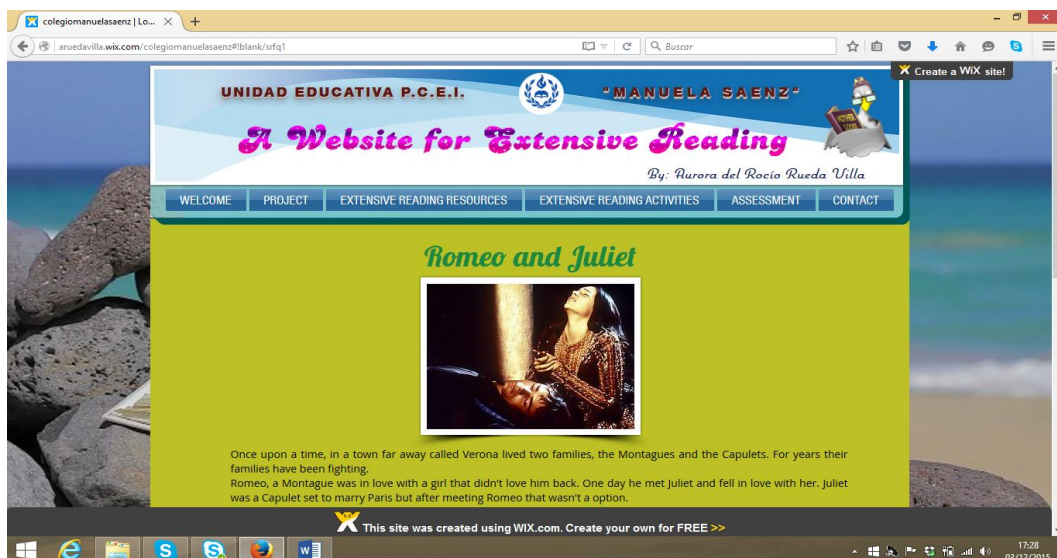 colegiomanuelasaenz | Lo...
aruedavilla.wix.com/colegiomanuelasaenz#!blank/srfq1
Buscar
Create a WiX site!
UNIDAD EDUCATIVA P.C.E.I. "MANUELA SAENZ"
A Website for Extensive Reading
MOTHER GOOSE
By: Aurora del Rocío Rueda Villa
WELCOME PROJECT EXTENSIVE READING RESOURCES EXTENSIVE READING ACTIVITIES ASSESSMENT CONTACT
Romeo and Juliet
Once upon a time, in a town far away called Verona lived two families, the Montagues and the Capulets. For years their
families have been fighting.
Romeo, a Montague was in love with a girl that didn't love him back. One day he met Juliet and fell in love with her. Juliet
was a Capulet set to marry Paris but after meeting Romeo that wasn't a option.
This site was created using WIX.com. Create your own for FREE >>
17:28
03/12/2015